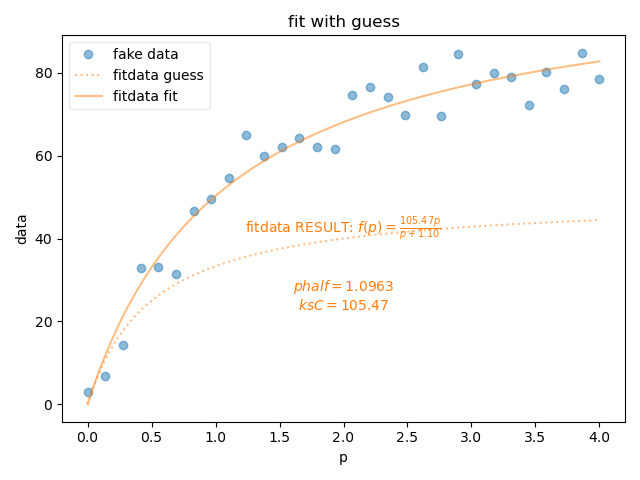 fit with guess
fake data
fitdata guess
fitdata fit
fitdata RESULT: f(p) = 105.47p / p + 1.10
phalf = 1.0963
ksC = 105.47
data
80
60
40
20
0
0.0 0.5 1.0 1.5 2.0 2.5 3.0 3.5 4.0
p